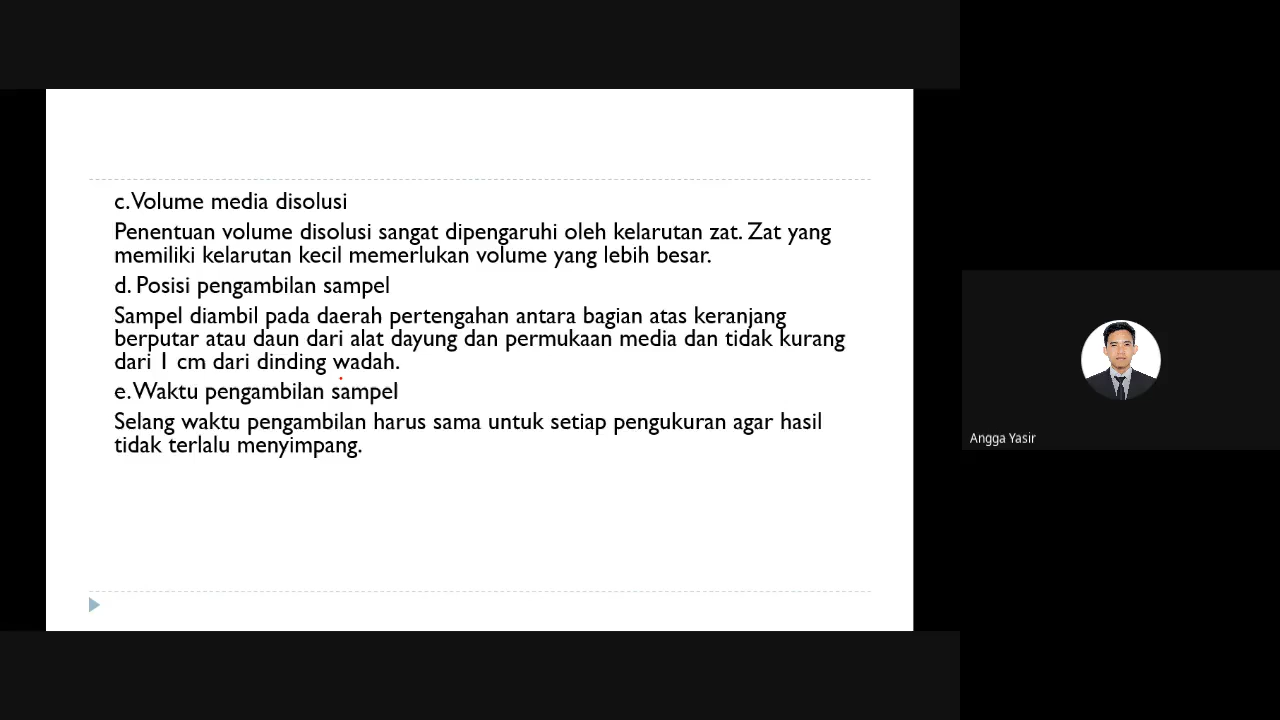 c. Volume media disolusi
Penentuan volume disolusi sangat dipengaruhi oleh kelarutan zat. Zat yang
memiliki kelarutan kecil memerlukan volume yang lebih besar.
d. Posisi pengambilan sampel
Sampel diambil pada daerah pertengahan antara bagian atas keranjang
berputar atau daun dari alat dayung dan permukaan media dan tidak kurang
dari 1 cm dari dinding wadah.
e. Waktu pengambilan sampel
Selang waktu pengambilan harus sama untuk setiap pengukuran agar hasil
tidak terlalu menyimpang.
Angga Yasir